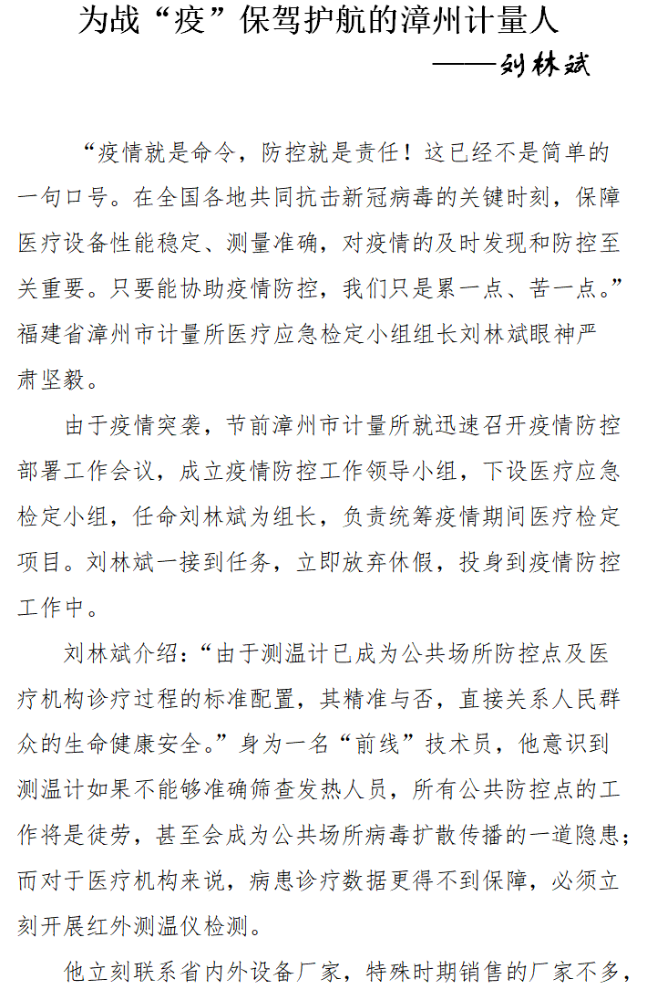 为战“疫”保驾护航的漳州计量人
———刘林斌
“疫情就是命令，防控就是责任！这已经不是简单的
一句口号。在全国各地共同抗击新冠病毒的关键时刻，保障
医疗设备性能稳定、测量准确，对疫情的及时发现和防控至
关重要。只要能协助疫情防控，我们只是累一点、苦一点。”
福建省漳州市计量所医疗应急检定小组组长刘林斌眼神严
肃坚毅。
由于疫情突袭，节前漳州市计量所就迅速召开疫情防控
部署工作会议，成立疫情防控工作领导小组，下设医疗应急
检定小组，任命刘林斌为组长，负责统筹疫情期间医疗检定
项目。刘林斌一接到任务，立即放弃休假，投身到疫情防控
工作中。
刘林斌介绍：“由于测温计已成为公共场所防控点及医
疗机构诊疗过程的标准配置，其精准与否，直接关系人民群
众的生命健康安全。”身为一名“前线”技术员，他意识到
测温计如果不能够准确筛查发热人员，所有公共防控点的工
作将是徒劳，甚至会成为公共场所病毒扩散传播的一道隐患；
而对于医疗机构来说，病患诊疗数据更得不到保障，必须立
刻开展红外测温仪检测。
他立刻联系省内外设备厂家，特殊时期销售的厂家不多，